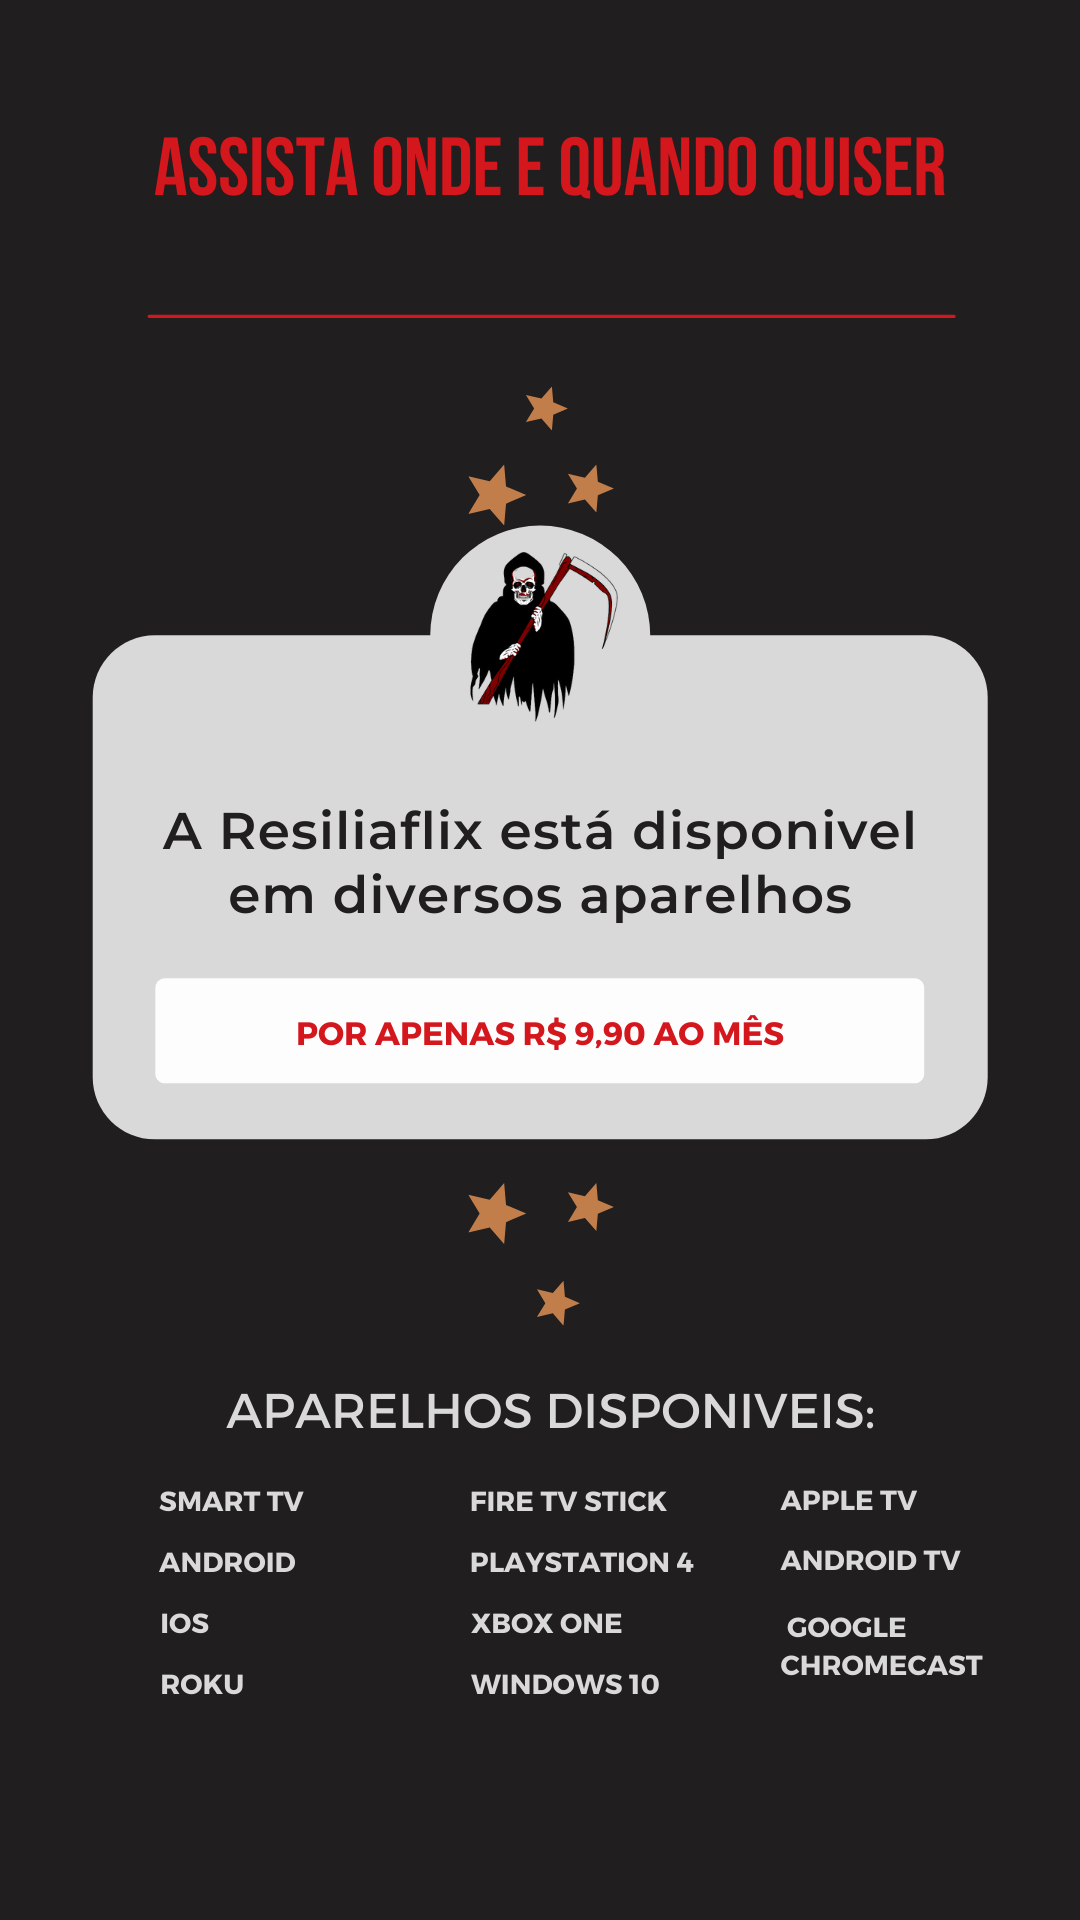 ASSISTA ONDE E QUANDO QUISER
A Resiliaflix está disponivel
em diversos aparelhos
POR APENAS R$ 9,90 AO MÊS
APARELHOS DISPONIVEIS:
SMART TV
ANDROID
IOS
ROKU
FIRE TV STICK
PLAYSTATION 4
XBOX ONE
WINDOWS 10
APPLE TV
ANDROID TV
GOOGLE
CHROMECAST